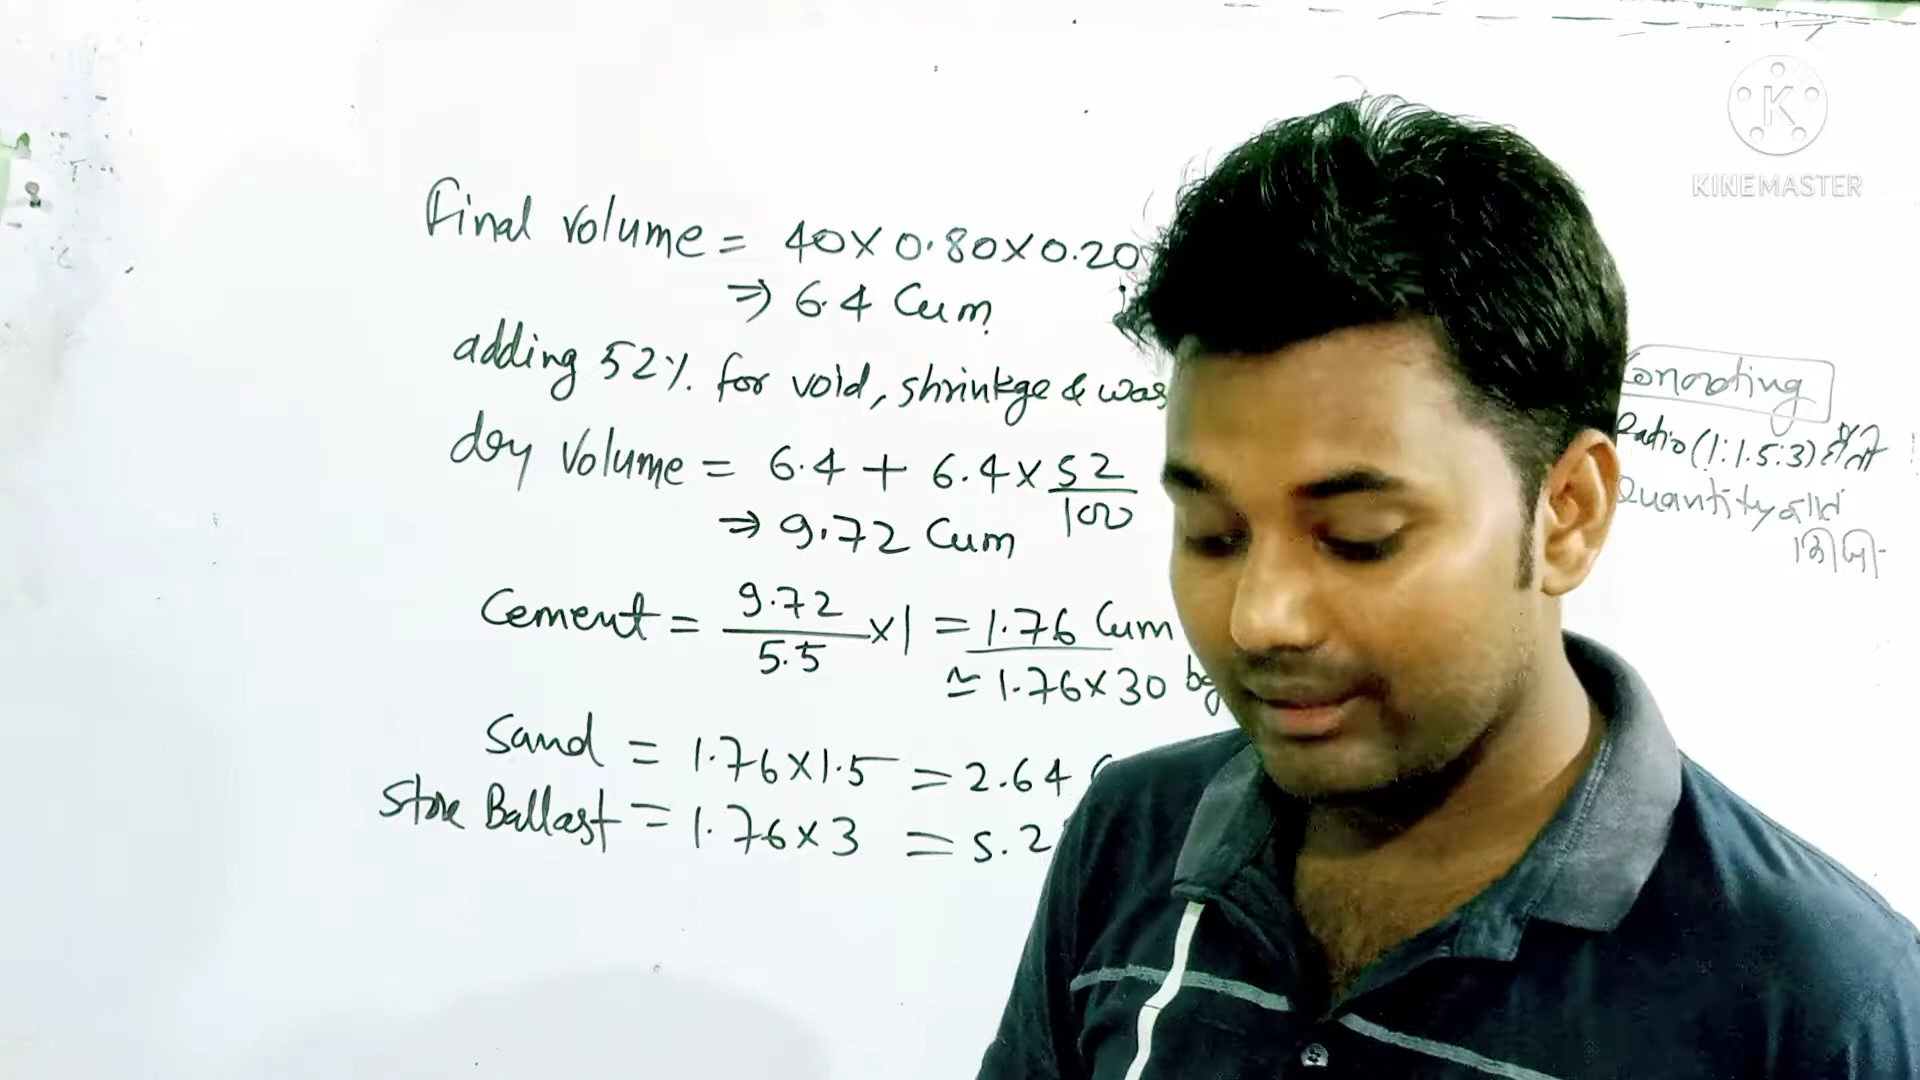 Final volume = 40 X 0.80 X 0.20
⇒ 6.4 Cum
adding 52% for void, shrinkge & was
dry volume = 6.4 + 6.4 x 52/100
⇒ 9.72 Cum
Cement = 9.72/5.5 x 1 = 1.76 Cum
≃ 1.76 x 30 bg
Sand = 1.76 X 1.5 = 2.64 C
Stone Ballast = 1.76 x 3 = 5.2
Ratio (1:1.5:3)
Quantity
KINEMASTER